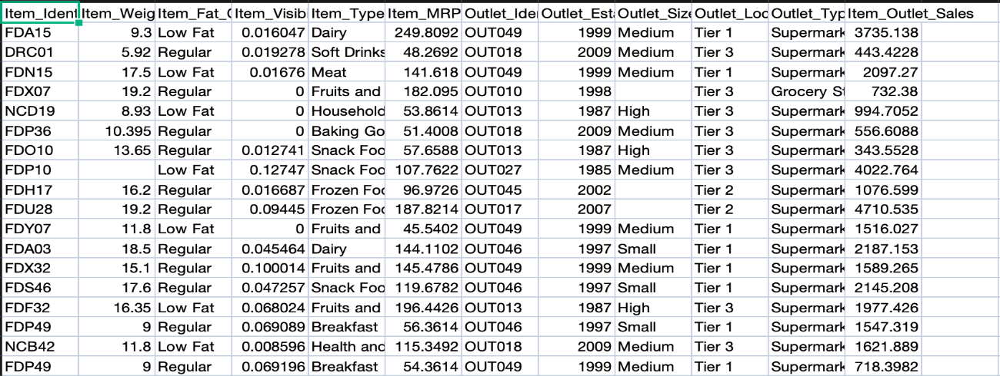 Item_Ident Item_Weig Item_Fat_C Item_Visib Item_Type Item_MRP Outlet_Ide Outlet_Est Outlet_Size Outlet_Loc Outlet_Typ Item_Outlet_Sales
FDA15 9.3 Low Fat 0.016047 Dairy 249.8092 OUT049 1999 Medium Tier 1 Supermark 3735.138
DRC01 5.92 Regular 0.019278 Soft Drinks 48.2692 OUT018 2009 Medium Tier 3 Supermark 443.4228
FDN15 17.5 Low Fat 0.01676 Meat 141.618 OUT049 1999 Medium Tier 1 Supermark 2097.27
FDX07 19.2 Regular 0 Fruits and 182.095 OUT010 1998 Tier 3 Grocery St 732.38
NCD19 8.93 Low Fat 0 Household 53.8614 OUT013 1987 High Tier 3 Supermark 994.7052
FDP36 10.395 Regular 0 Baking Go 51.4008 OUT018 2009 Medium Tier 3 Supermark 556.6088
FDO10 13.65 Regular 0.012741 Snack Foo 57.6588 OUT013 1987 High Tier 3 Supermark 343.5528
FDP10 Low Fat 0.12747 Snack Foo 107.7622 OUT027 1985 Medium Tier 3 Supermark 4022.764
FDH17 16.2 Regular 0.016687 Frozen Foo 96.9726 OUT045 2002 Tier 2 Supermark 1076.599
FDU28 19.2 Regular 0.09445 Frozen Foo 187.8214 OUT017 2007 Tier 2 Supermark 4710.535
FDY07 11.8 Low Fat 0 Fruits and 45.5402 OUT049 1999 Medium Tier 1 Supermark 1516.027
FDA03 18.5 Regular 0.045464 Dairy 144.1102 OUT046 1997 Small Tier 1 Supermark 2187.153
FDX32 15.1 Regular 0.100014 Fruits and 145.4786 OUT049 1999 Medium Tier 1 Supermark 1589.265
FDS46 17.6 Regular 0.047257 Snack Foo 119.6782 OUT046 1997 Small Tier 1 Supermark 2145.208
FDF32 16.35 Low Fat 0.068024 Fruits and 196.4426 OUT013 1987 High Tier 3 Supermark 1977.426
FDP49 9 Regular 0.069089 Breakfast 56.3614 OUT046 1997 Small Tier 1 Supermark 1547.319
NCB42 11.8 Low Fat 0.008596 Health and 115.3492 OUT018 2009 Medium Tier 3 Supermark 1621.889
FDP49 9 Regular 0.069196 Breakfast 54.3614 OUT049 1999 Medium Tier 1 Supermark 718.3982